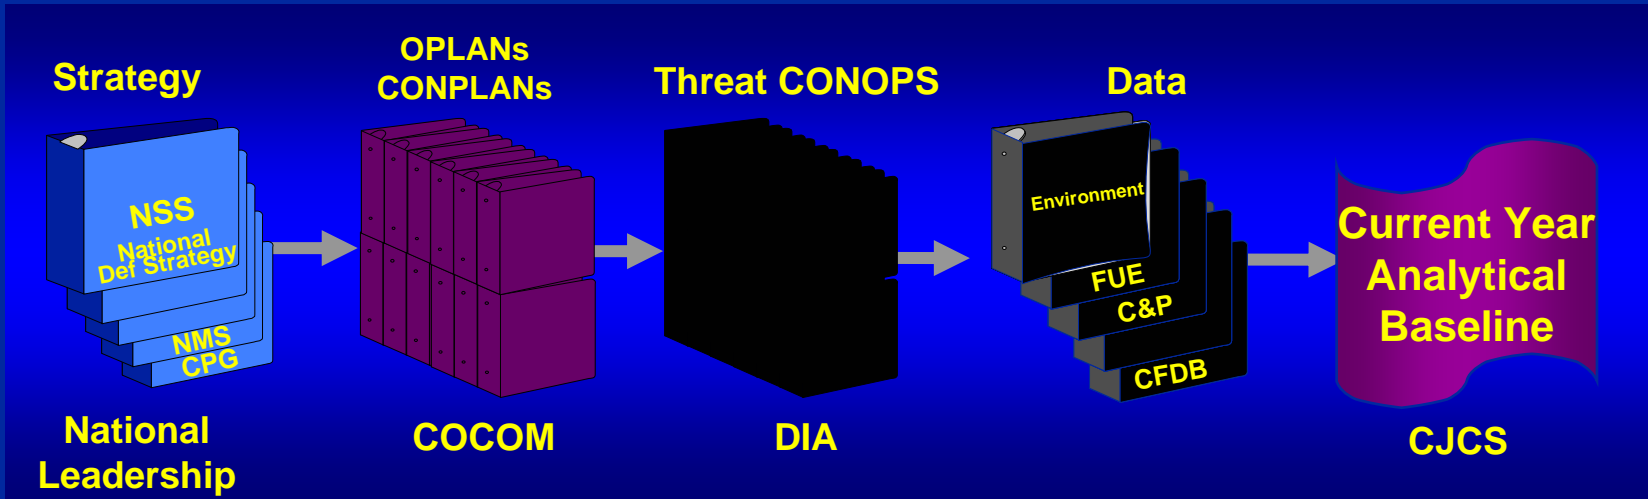 Strategy
NSS
National
Def Strategy
NMS
CPG
National
Leadership
OPLANs
CONPLANs
COCOM
Threat CONOPS
DIA
Data
Environment
FUE
C&P
CFDB
Current Year
Analytical
Baseline
CJCS